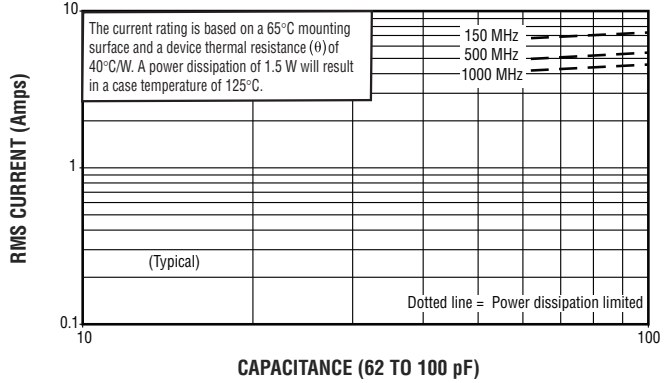 10
The current rating is based on a 65°C mounting
surface and a device thermal resistance (θ) of
40°C/W. A power dissipation of 1.5 W will result
in a case temperature of 125°C.
150 MHz
500 MHz
1000 MHz
RMS CURRENT (Amps)
1
(Typical)
Dotted line = Power dissipation limited
0.1
10
100
CAPACITANCE (62 TO 100 pF)